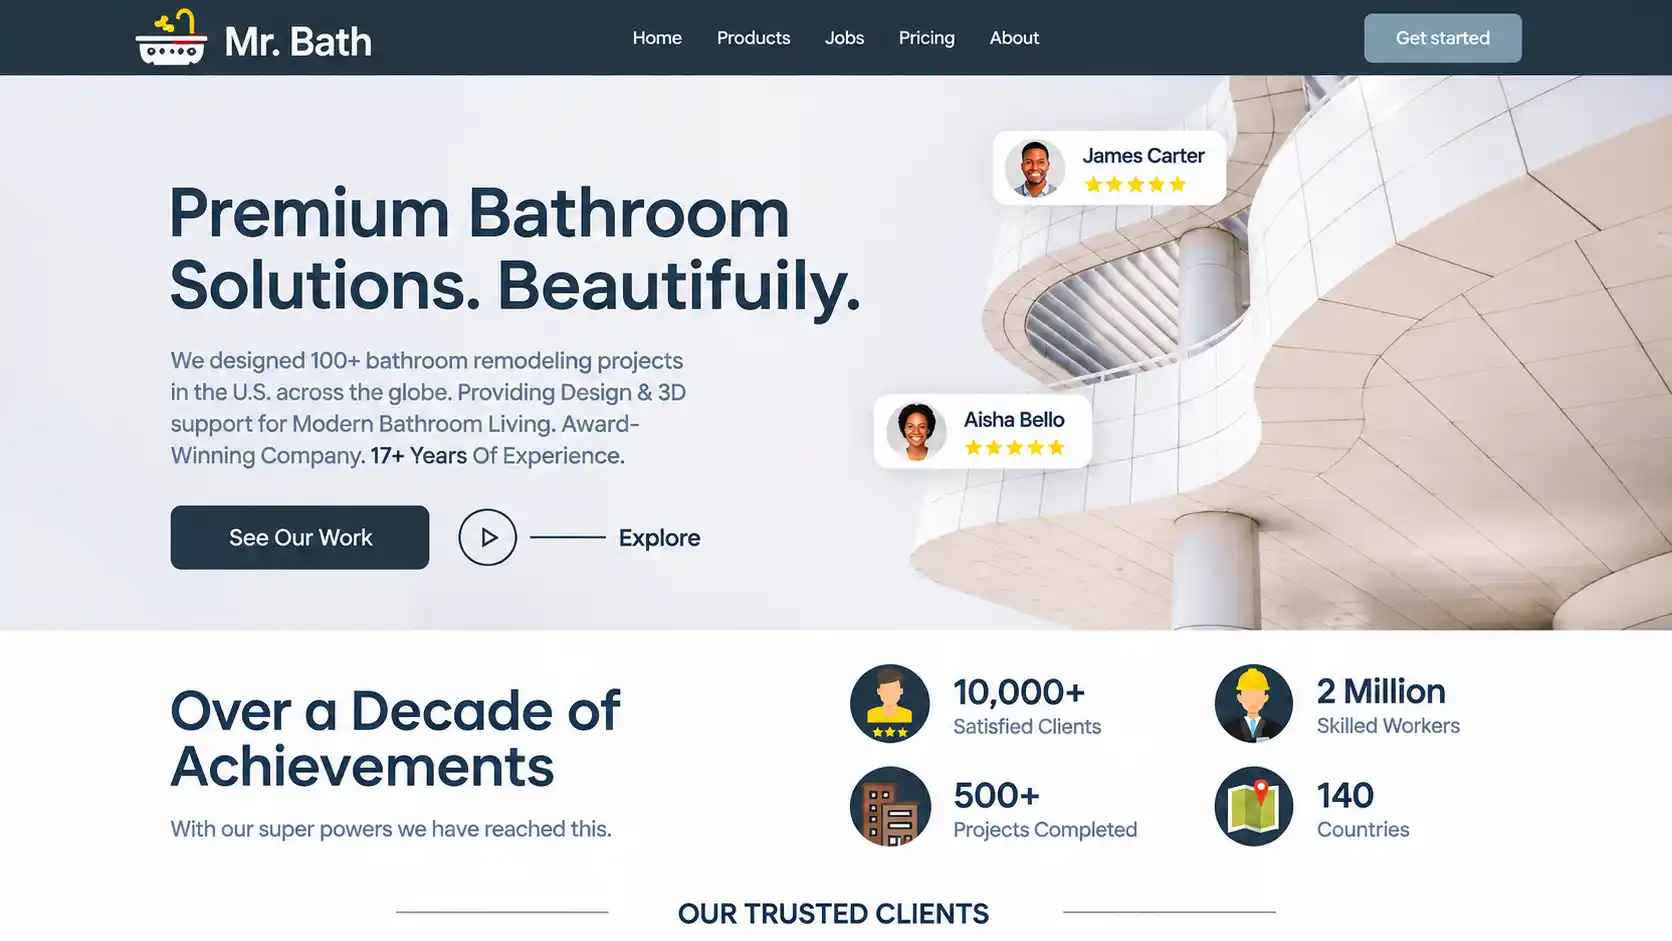 Mr. Bath
Home Products Jobs Pricing About
Get started
James Carter
Premium Bathroom
Solutions. Beautifuily.
We designed 100+ bathroom remodeling projects
in the U.S. across the globe. Providing Design & 3D
support for Modern Bathroom Living. Award-
Winning Company. 17+ Years Of Experience.
Aisha Bello
See Our Work
Explore
Over a Decade of
Achievements
With our super powers we have reached this.
10,000+
Satisfied Clients
2 Million
Skilled Workers
500+
Projects Completed
140
Countries
OUR TRUSTED CLIENTS